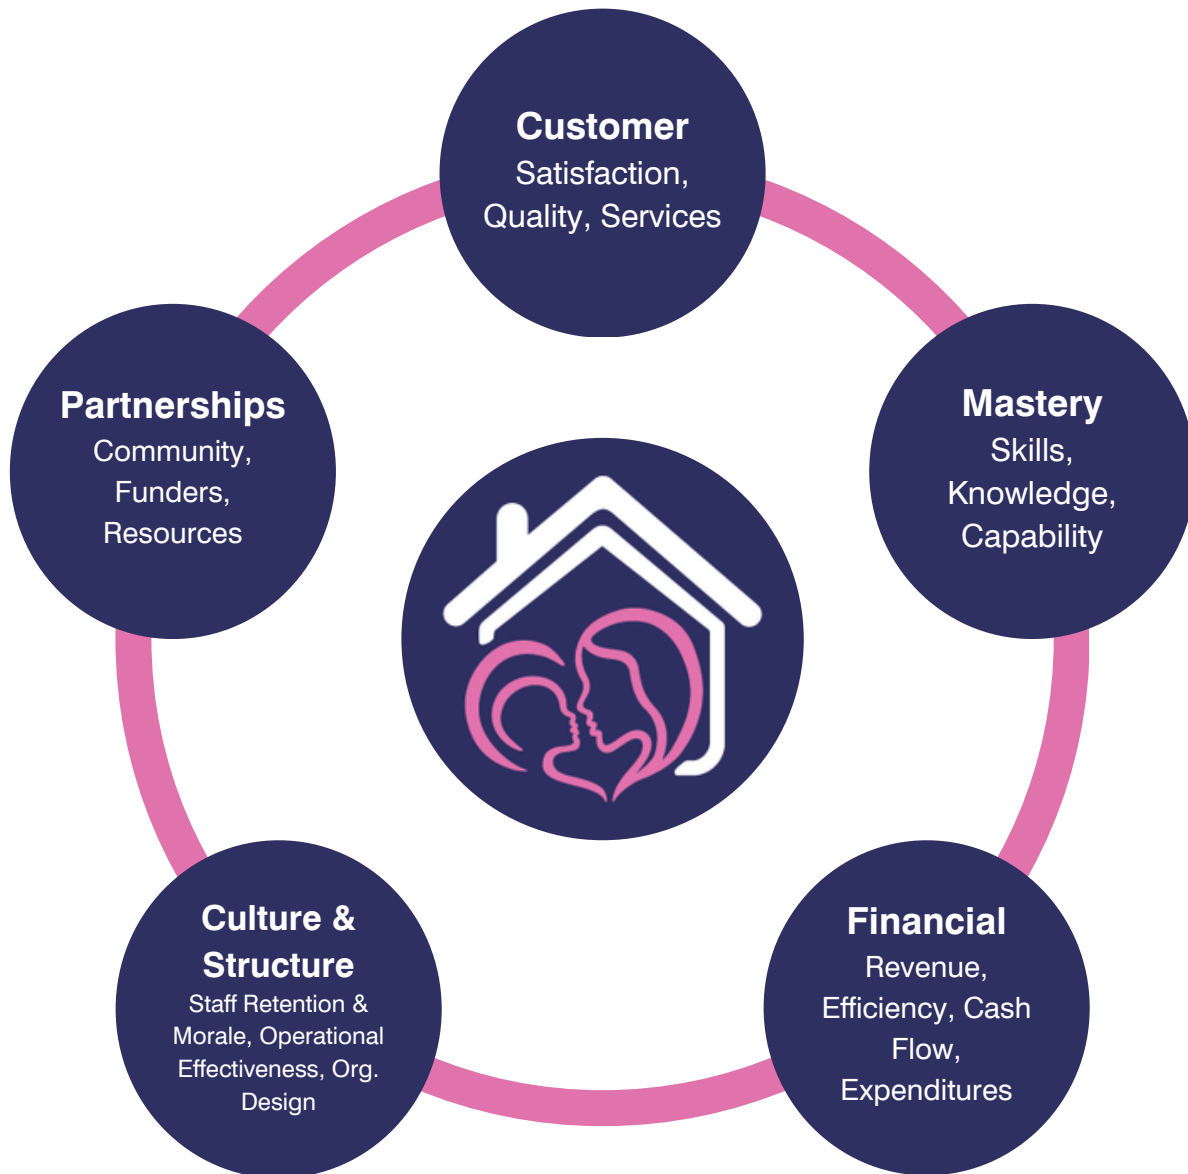 Customer
Satisfaction,
Quality, Services
Mastery
Skills,
Knowledge,
Capability
Financial
Revenue,
Efficiency, Cash
Flow,
Expenditures
Culture &
Structure
Staff Retention &
Morale, Operational
Effectiveness, Org.
Design
Partnerships
Community,
Funders,
Resources